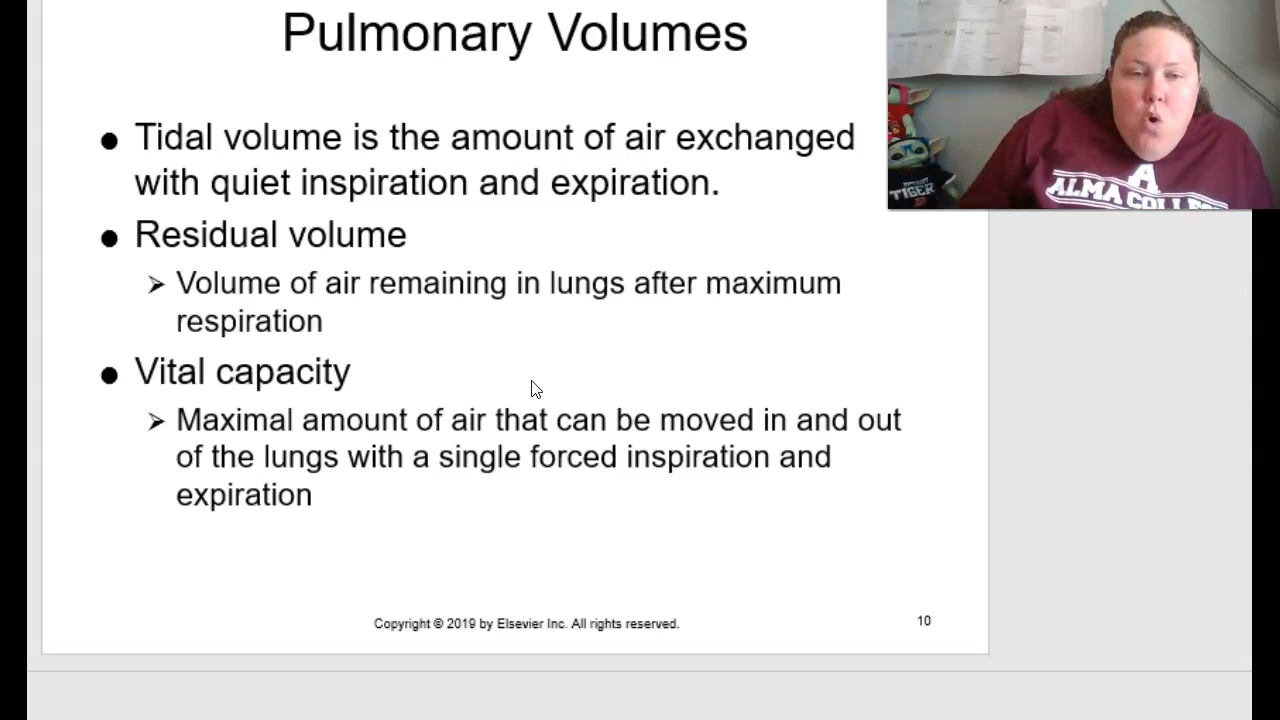 Pulmonary Volumes
● Tidal volume is the amount of air exchanged
with quiet inspiration and expiration.
● Residual volume
➢ Volume of air remaining in lungs after maximum
respiration
● Vital capacity
➢ Maximal amount of air that can be moved in and out
of the lungs with a single forced inspiration and
expiration
Copyright © 2019 by Elsevier Inc. All rights reserved.
10
TIGER
A
ALMA COLLE